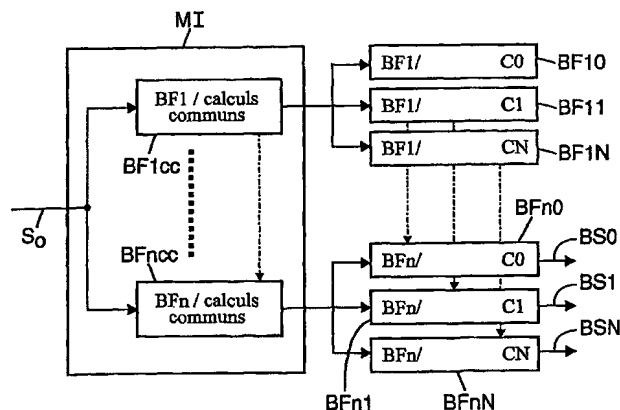 MI
BF1 / calculs
communs
BF1cc
S0
BFncc
BFn / calculs
communs
BF1/ C0
BF10
BF1/ C1
BF11
BF1/ CN
BF1N
BFn0
BFn/ C0
BS0
BFn/ C1
BS1
BFn/ CN
BSN
BFn1
BFnN